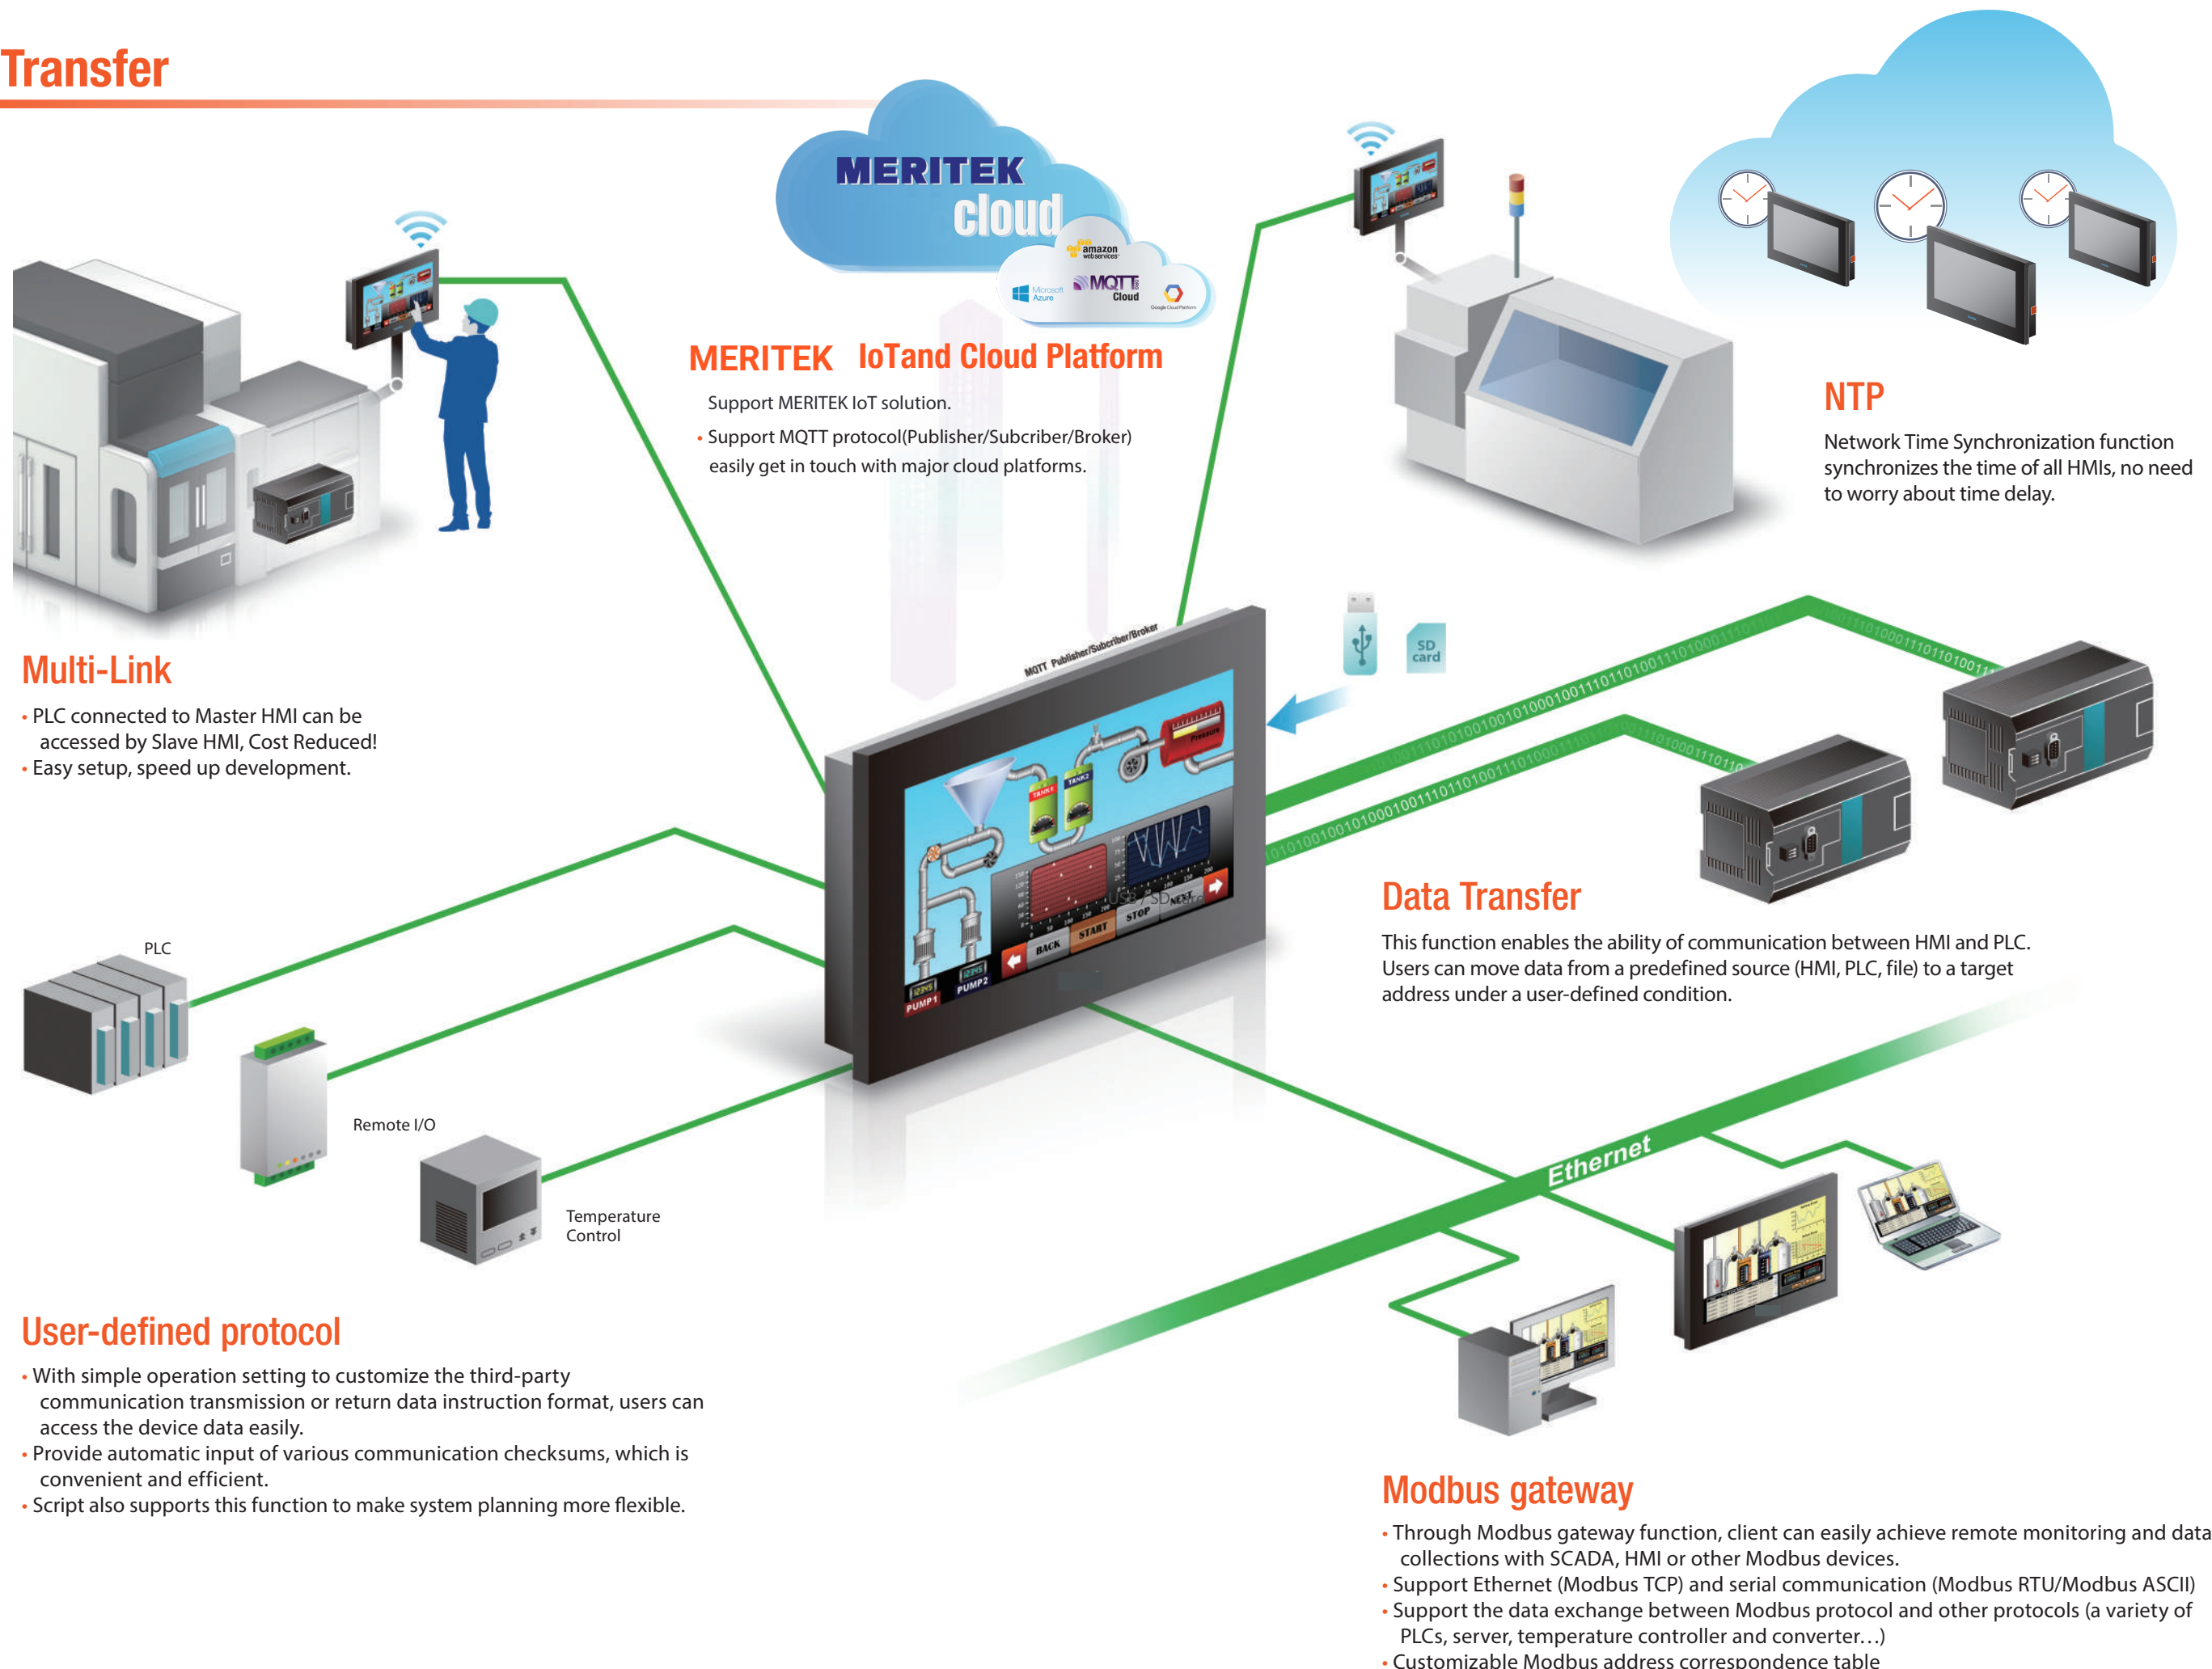 Transfer
MERITEK
cloud
amazon
webservices
Microsoft
Azure
MQTT
Cloud
Google Cloud Platform
MERITEK IoTand Cloud Platform
Support MERITEK IoT solution.
• Support MQTT protocol(Publisher/Subcriber/Broker)
easily get in touch with major cloud platforms.
NTP
Network Time Synchronization function
synchronizes the time of all HMIs, no need
to worry about time delay.
Multi-Link
• PLC connected to Master HMI can be
accessed by Slave HMI, Cost Reduced!
• Easy setup, speed up development.
MQTT Publisher/Subcriber/Broker
SD
card
Pressure
TANK1
TANK2
BACK
START
STOP
NEXT
12345
PUMP1
12345
PUMP2
Data Transfer
This function enables the ability of communication between HMI and PLC.
Users can move data from a predefined source (HMI, PLC, file) to a target
address under a user-defined condition.
PLC
Remote I/O
Temperature
Control
Ethernet
User-defined protocol
• With simple operation setting to customize the third-party
communication transmission or return data instruction format, users can
access the device data easily.
• Provide automatic input of various communication checksums, which is
convenient and efficient.
• Script also supports this function to make system planning more flexible.
Modbus gateway
• Through Modbus gateway function, client can easily achieve remote monitoring and data
collections with SCADA, HMI or other Modbus devices.
• Support Ethernet (Modbus TCP) and serial communication (Modbus RTU/Modbus ASCII)
• Support the data exchange between Modbus protocol and other protocols (a variety of
PLCs, server, temperature controller and converter…)
• Customizable Modbus address correspondence table